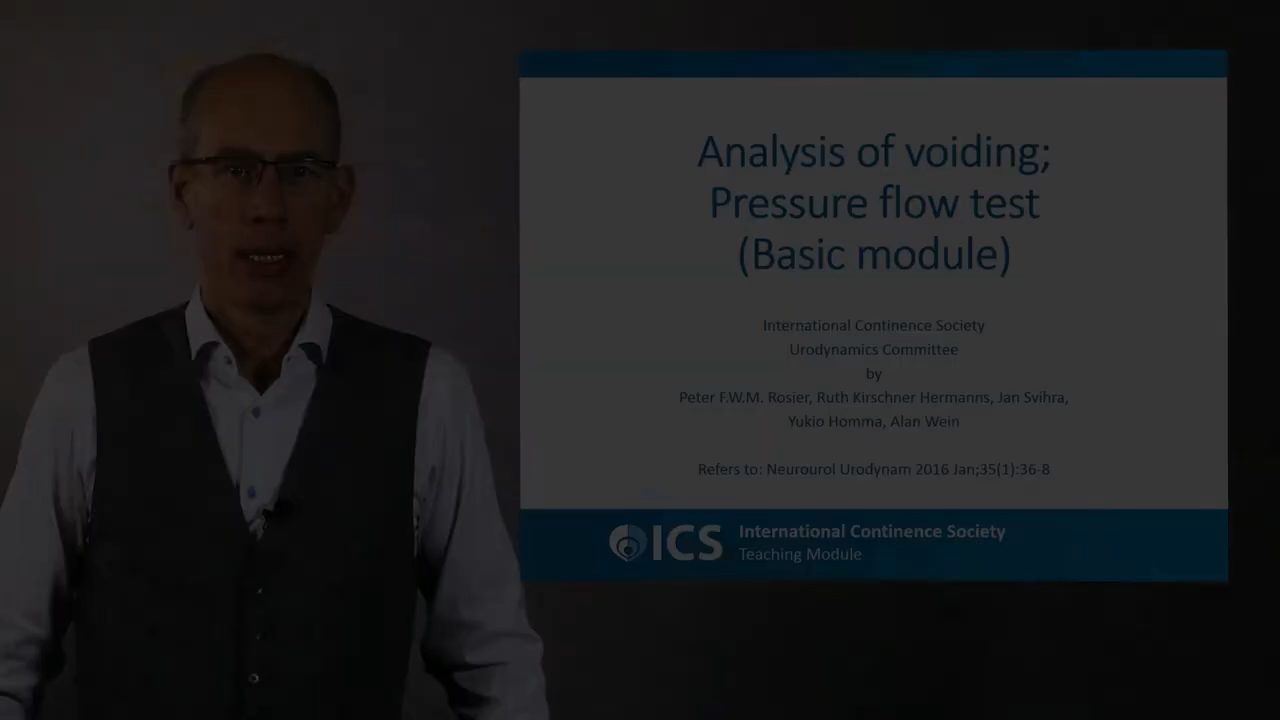 Analysis of voiding;
Pressure flow test
(Basic module)
International Continence Society
Urodynamics Committee
by
Peter F.W.M. Rosier, Ruth Kirschner Hermanns, Jan Svihra,
Yukio Homma, Alan Wein
Refers to: Neurourol Urodynam 2016 Jan;35(1):36-8
ICS
International Continence Society
Teaching Module